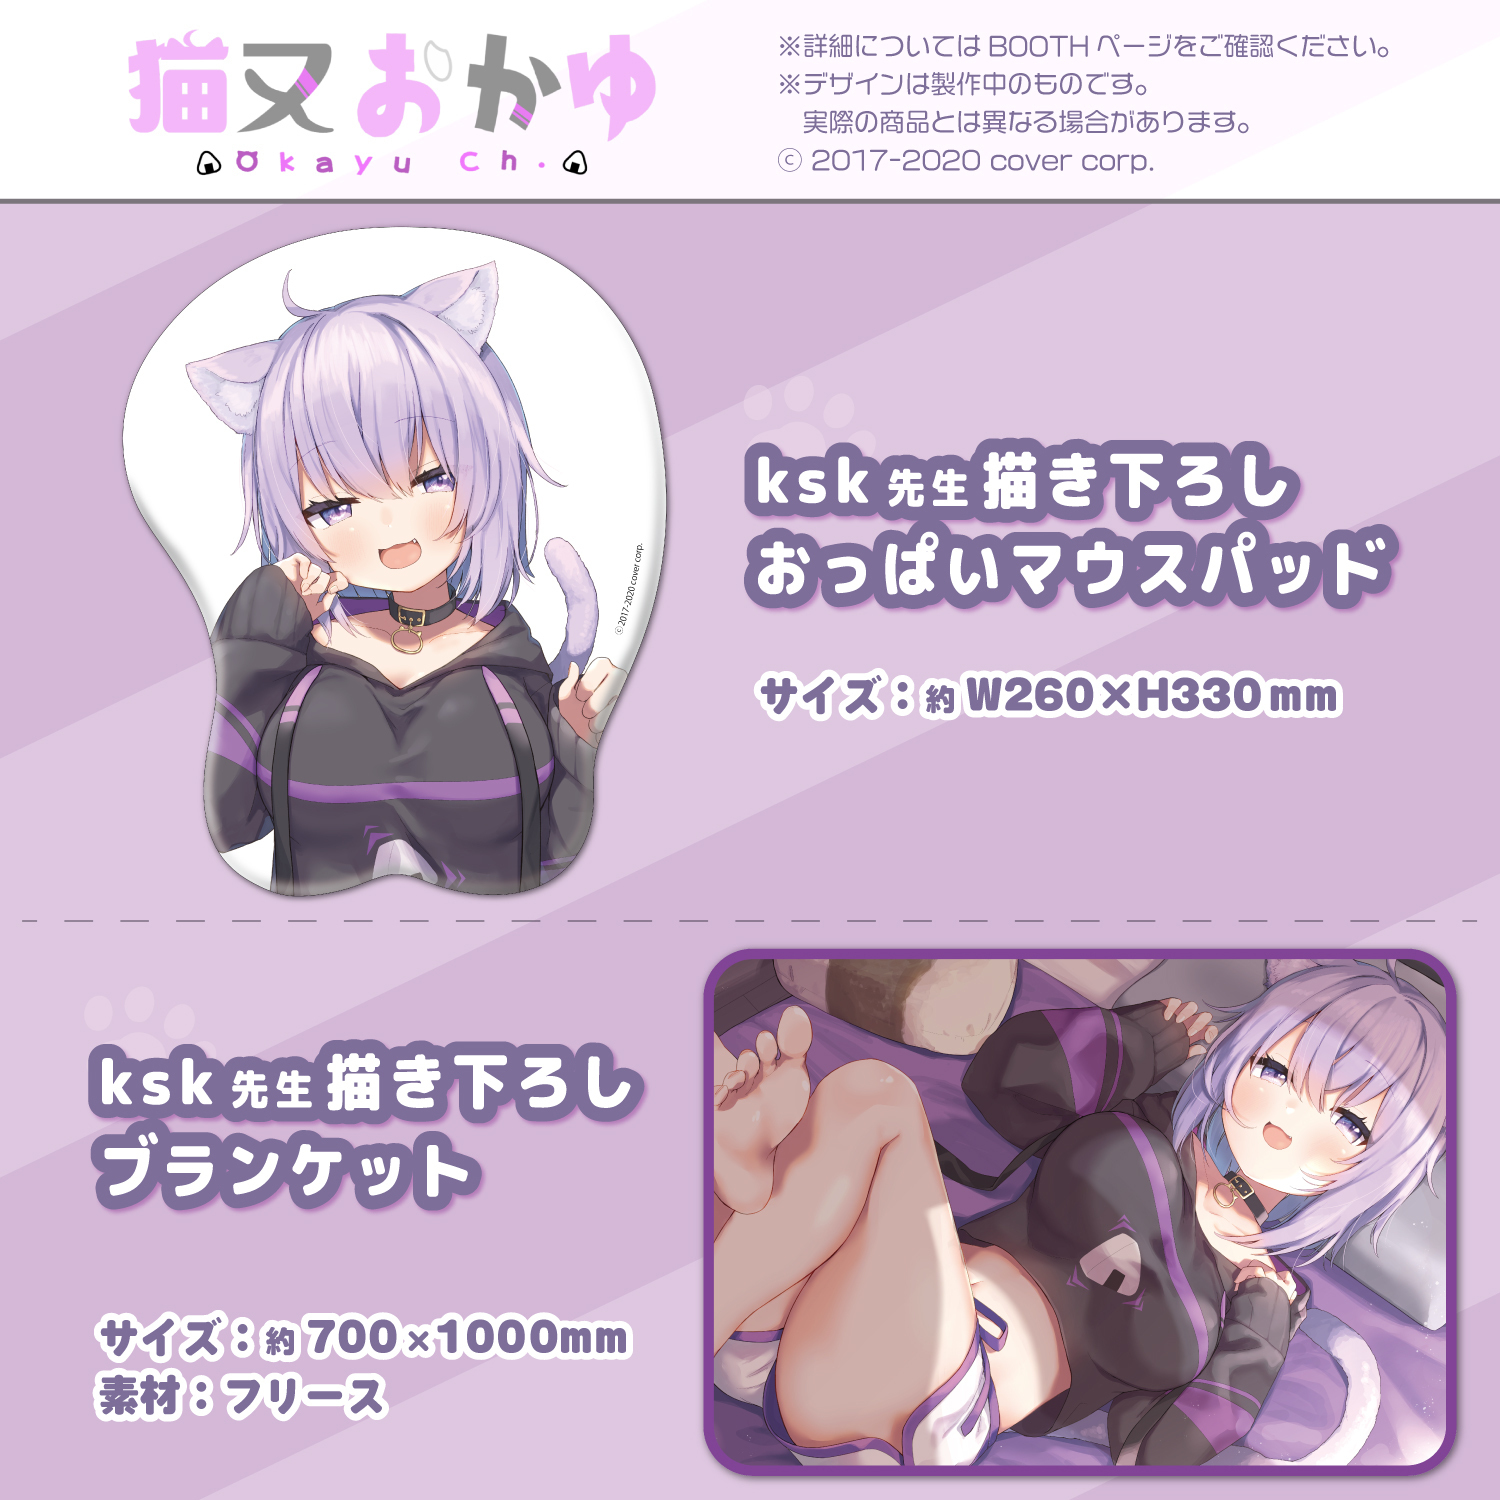 猫又おかゆ
Okayu Ch.
※詳細についてはBOOTHページをご確認ください。
※デザインは製作中のものです。
実際の商品とは異なる場合があります。
ⓒ 2017-2020 cover corp.
ⓒ2017-2020 cover corp.
ksk先生描き下ろし
おっぱいマウスパッド
サイズ：約W260×H330mm
ksk先生描き下ろし
ブランケット
サイズ：約700×1000mm
素材：フリース